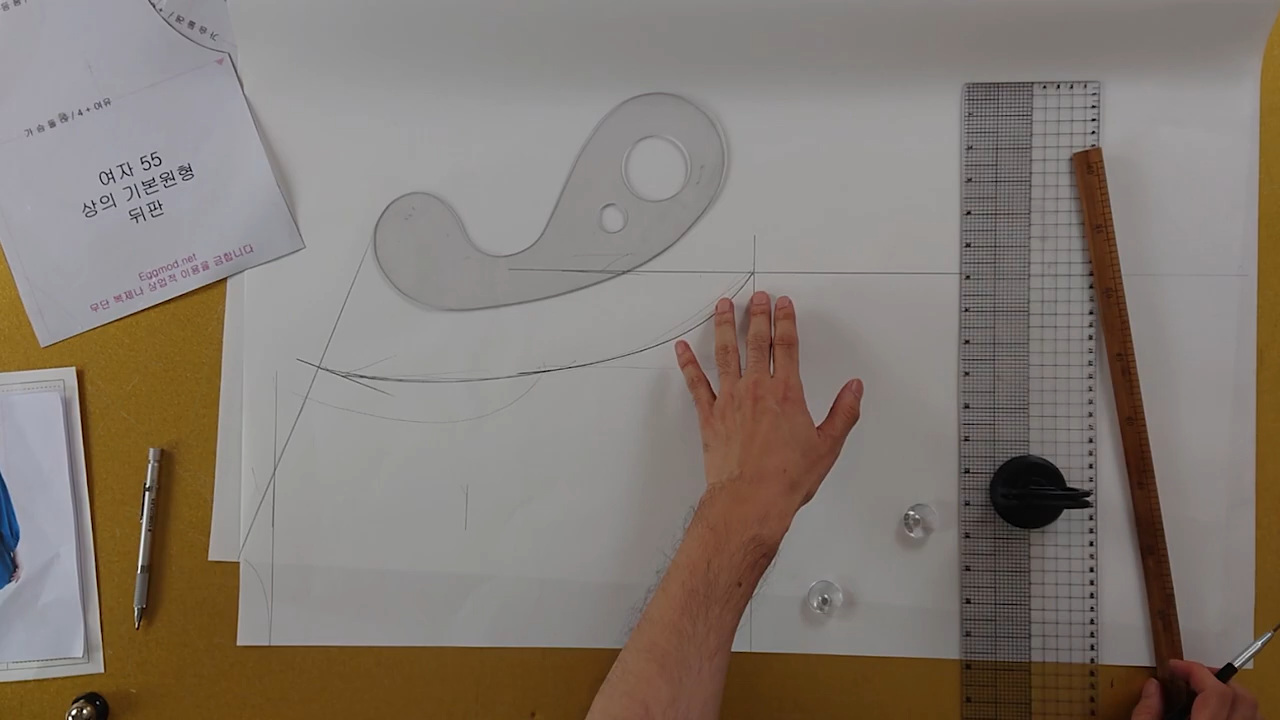 가슴둘레/4+여유
여자 55
상의 기본원형
뒤판
Eggmod.net
무단 복제나 상업적 이용을 금합니다